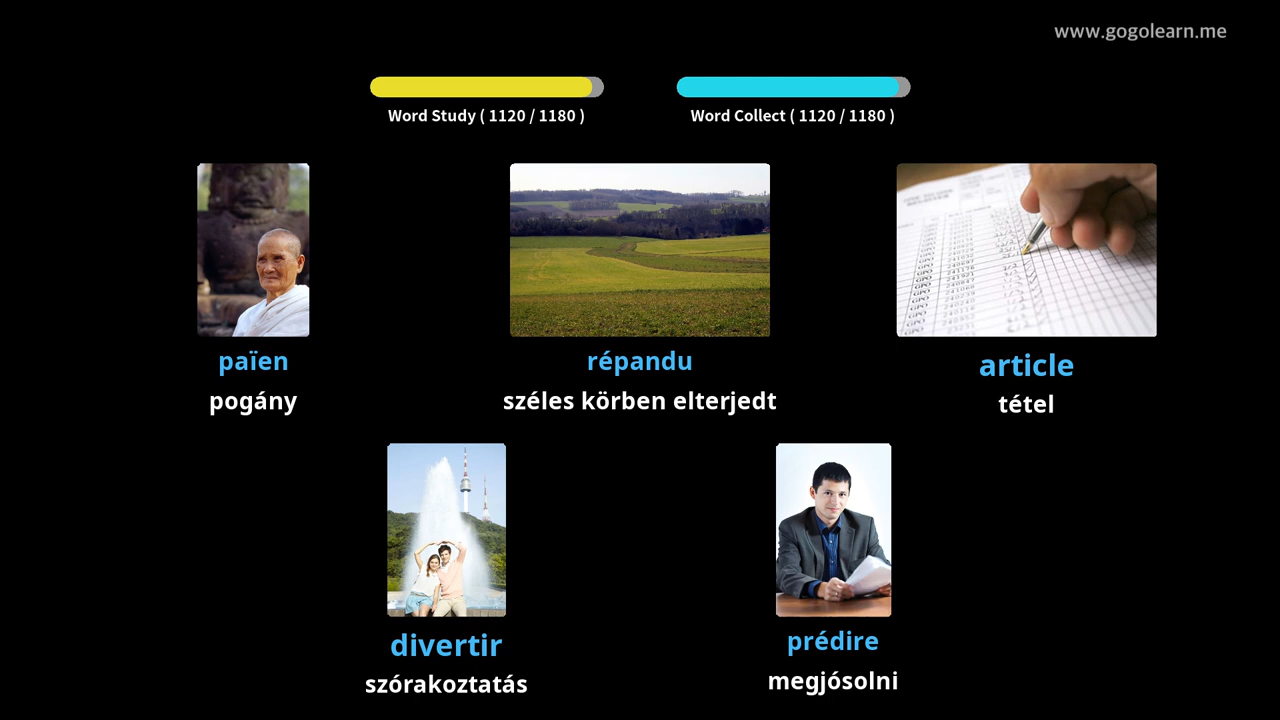 www.gogolearn.me
Word Study ( 1120 / 1180 )
Word Collect ( 1120 / 1180 )
païen
répandu
article
pogány
széles körben elterjedt
tétel
divertir
prédire
szórakoztatás
megjósolni